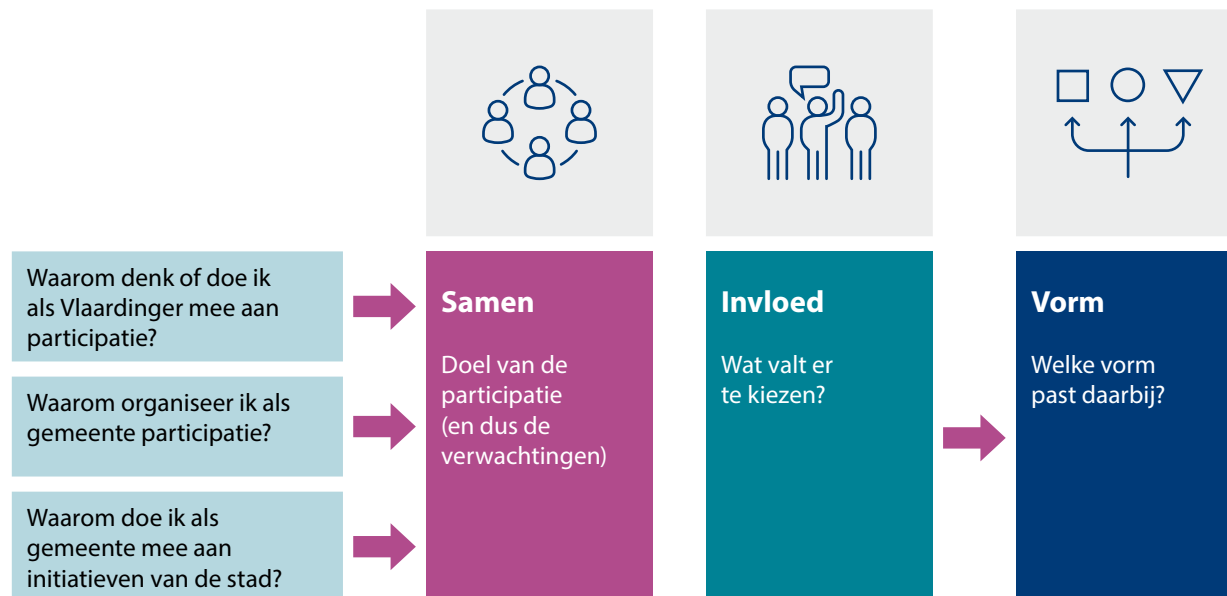 Waarom denk of doe ik
als Vlaardinger mee aan
participatie?
Waarom organiseer ik als
gemeente participatie?
Waarom doe ik als
gemeente mee aan
initiatieven van de stad?
Samen
Doel van de
participatie
(en dus de
verwachtingen)
Invloed
Wat valt er
te kiezen?
Vorm
Welke vorm
past daarbij?